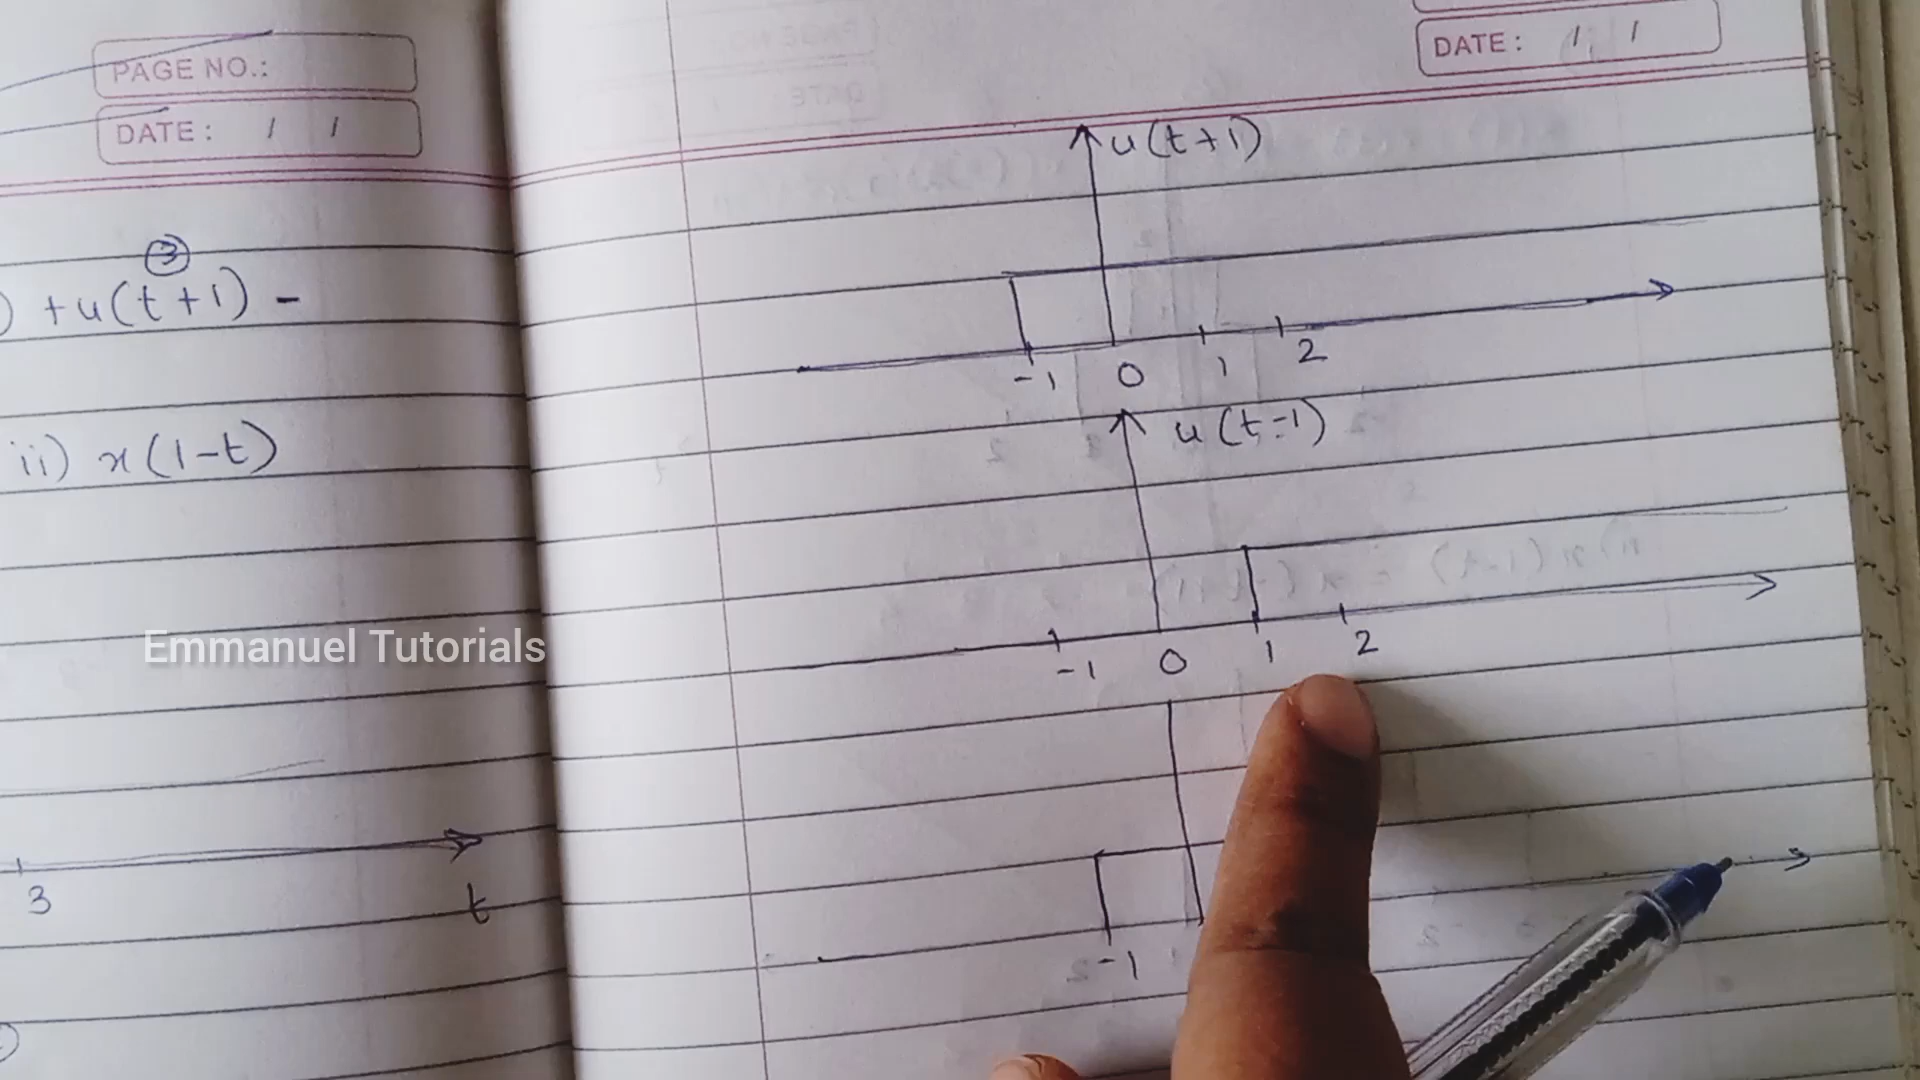 PAGE NO.:
DATE: / /
③
) + u(t+1) -
ii) x(1-t)
3
t
DATE: / /
u(t+1)
-1 0 1 2
u(t-1)
-1 0 1 2
-1
Emmanuel Tutorials